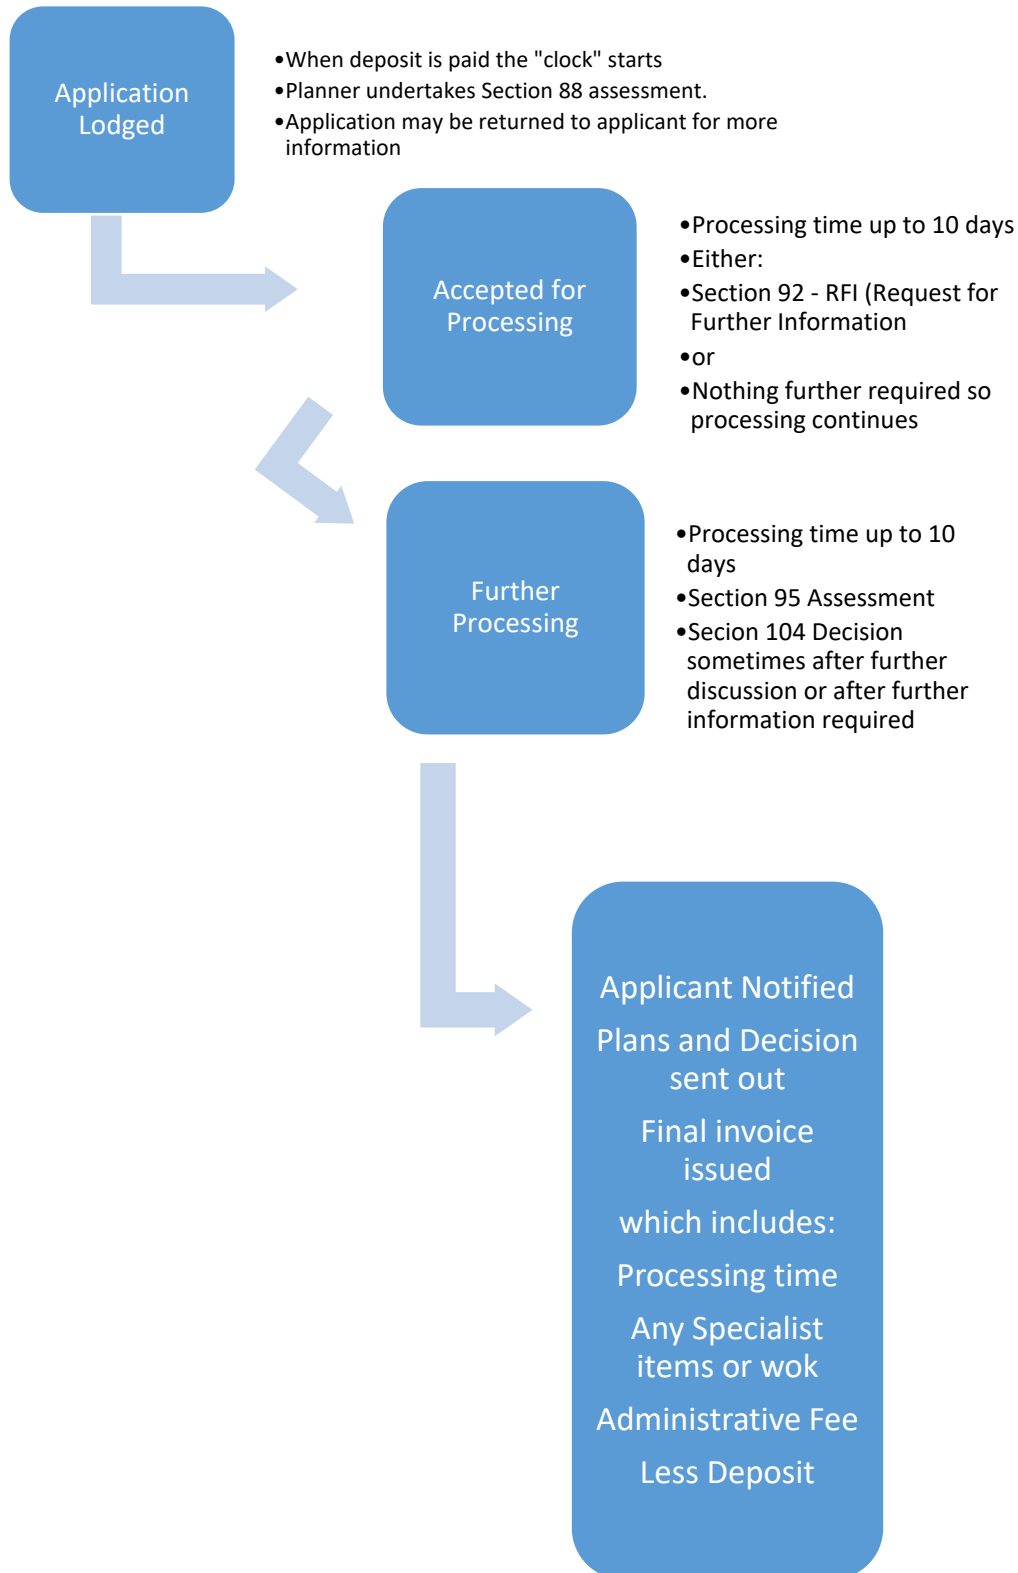 Application
Lodged
•When deposit is paid the "clock" starts
•Planner undertakes Section 88 assessment.
•Application may be returned to applicant for more
information
Accepted for
Processing
•Processing time up to 10 days
•Either:
•Section 92 - RFI (Request for
Further Information
•or
•Nothing further required so
processing continues
Further
Processing
•Processing time up to 10
days
•Section 95 Assessment
•Secion 104 Decision
sometimes after further
discussion or after further
information required
Applicant Notified
Plans and Decision
sent out
Final invoice
issued
which includes:
Processing time
Any Specialist
items or wok
Administrative Fee
Less Deposit